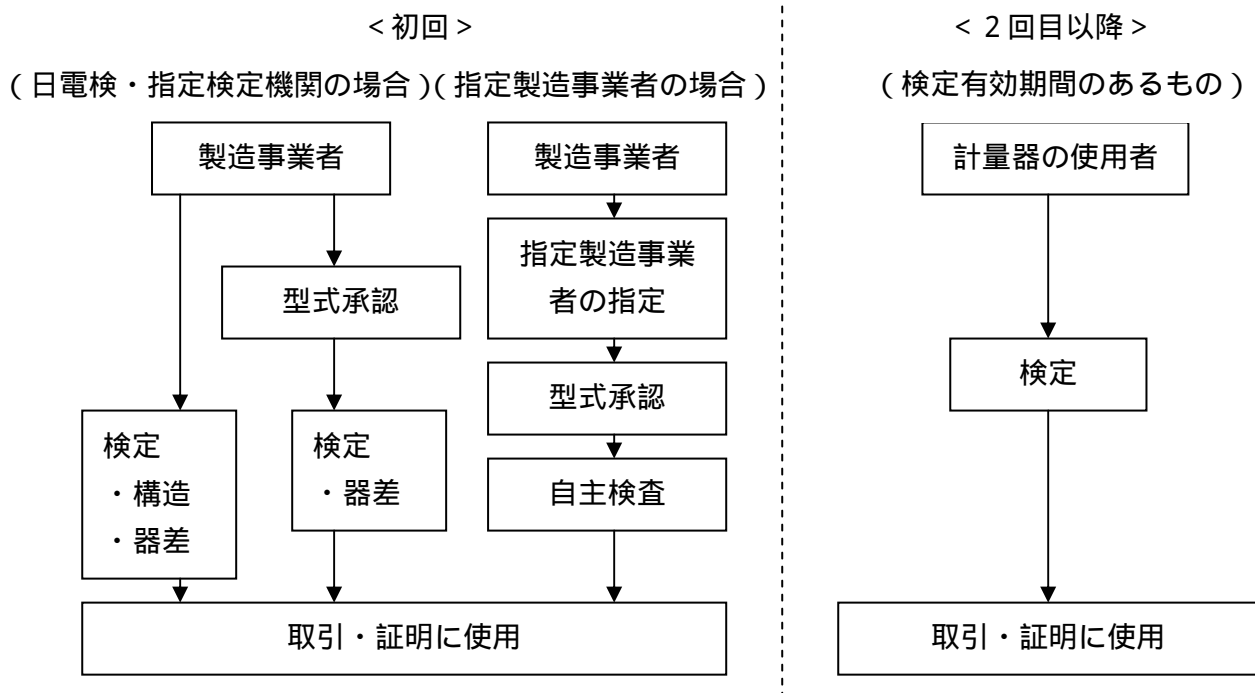 ＜初回＞
（日電検・指定検定機関の場合）（指定製造事業者の場合）
製造事業者
型式承認
検定
・構造
・器差
検定
・器差
製造事業者
指定製造事業
者の指定
型式承認
自主検査
取引・証明に使用
＜２回目以降＞
（検定有効期間のあるもの）
計量器の使用者
検定
取引・証明に使用